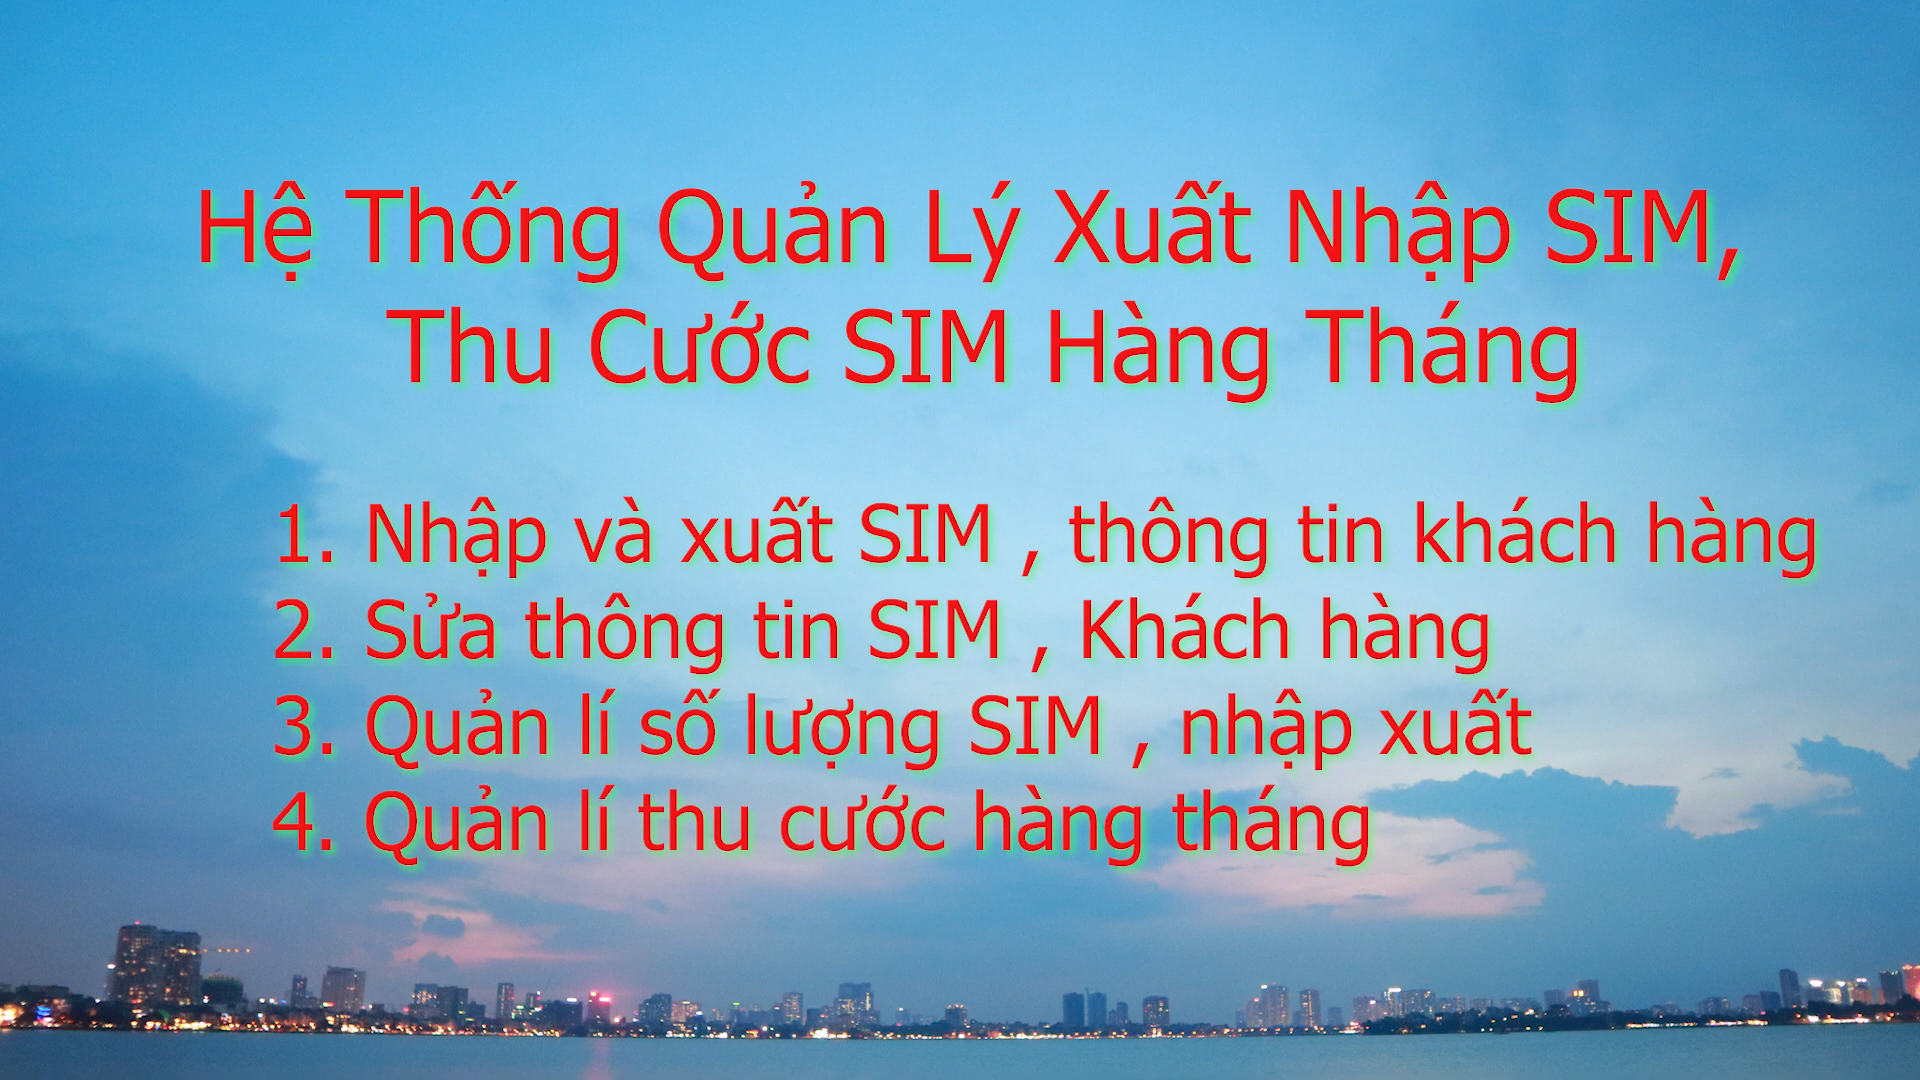 Hệ Thống Quản Lý Xuất Nhập SIM,
Thu Cước SIM Hàng Tháng
1. Nhập và xuất SIM , thông tin khách hàng
2. Sửa thông tin SIM , Khách hàng
3. Quản lí số lượng SIM , nhập xuất
4. Quản lí thu cước hàng tháng